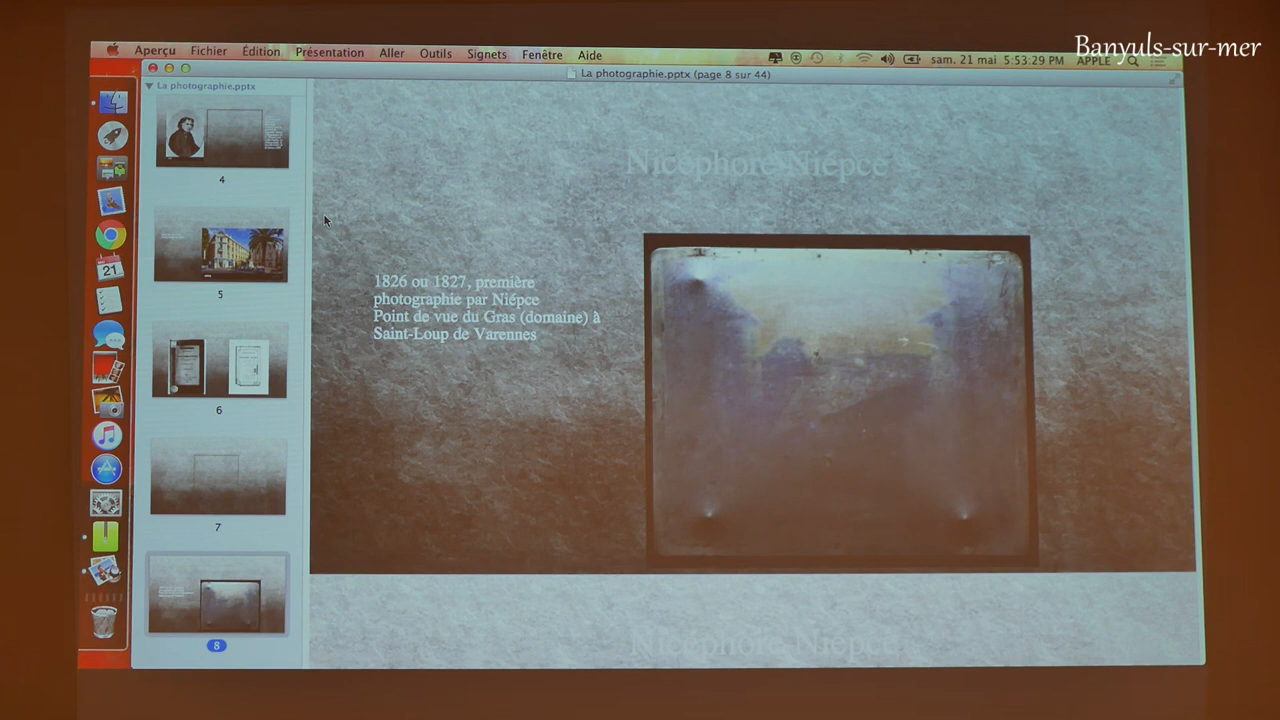 Banyuls-sur-mer
Aperçu Fichier Édition Présentation Aller Outils Signets Fenêtre Aide sam. 21 mai 5:53:29 PM APPLE
La photographie.pptx (page 8 sur 44)
La photographie.pptx
4
5
6
7
8
21
Nicéphore Niépce
1826 ou 1827, première
photographie par Niépce
Point de vue du Gras (domaine) à
Saint-Loup de Varennes
Nicéphore Niépce